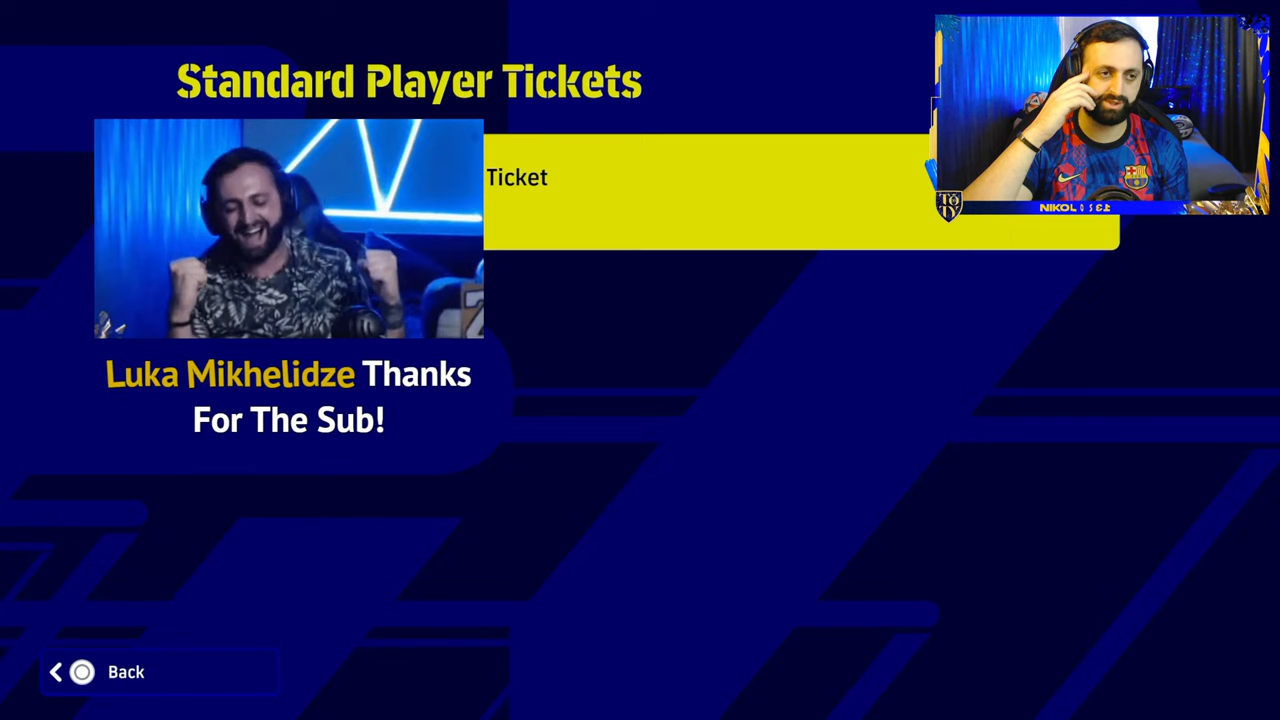 Standard Player Tickets
Ticket
Luka Mikhelidze Thanks
For The Sub!
Back